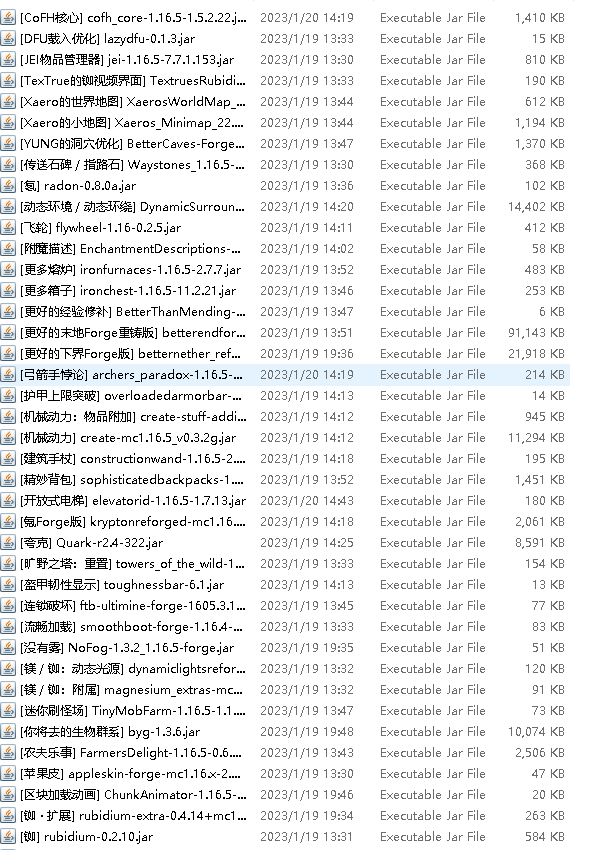 [CoFH核心] cofh_core-1.16.5-1.5.2.22.j... 2023/1/20 14:19 Executable Jar File 1,410 KB
[DFU载入优化] lazydfu-0.1.3.jar 2023/1/19 13:33 Executable Jar File 15 KB
[JEI物品管理器] jei-1.16.5-7.7.1.153.jar 2023/1/19 13:30 Executable Jar File 810 KB
[TexTrue的铷视频界面] TextruesRubidi... 2023/1/19 13:33 Executable Jar File 190 KB
[Xaero的世界地图] XaerosWorldMap_... 2023/1/19 13:44 Executable Jar File 612 KB
[Xaero的小地图] Xaeros_Minimap_22.... 2023/1/19 13:44 Executable Jar File 1,194 KB
[YUNG的洞穴优化] BetterCaves-Forge... 2023/1/19 13:47 Executable Jar File 1,370 KB
[传送石碑 / 指路石] Waystones_1.16.5-... 2023/1/19 13:30 Executable Jar File 368 KB
[氡] radon-0.8.0a.jar 2023/1/19 13:36 Executable Jar File 102 KB
[动态环境 / 动态环绕] DynamicSurroun... 2023/1/19 14:20 Executable Jar File 14,402 KB
[飞轮] flywheel-1.16-0.2.5.jar 2023/1/19 14:11 Executable Jar File 412 KB
[附魔描述] EnchantmentDescriptions-... 2023/1/19 14:02 Executable Jar File 58 KB
[更多熔炉] ironfurnaces-1.16.5-2.7.7.jar 2023/1/19 13:52 Executable Jar File 483 KB
[更多箱子] ironchest-1.16.5-11.2.21.jar 2023/1/19 13:46 Executable Jar File 253 KB
[更好的经验修补] BetterThanMending-... 2023/1/19 13:47 Executable Jar File 6 KB
[更好的末地Forge重铸版] betterendfor... 2023/1/19 13:51 Executable Jar File 91,143 KB
[更好的下界Forge版] betternether_ref... 2023/1/19 19:36 Executable Jar File 21,918 KB
[弓箭手悖论] archers_paradox-1.16.5-... 2023/1/20 14:19 Executable Jar File 214 KB
[护甲上限突破] overloadedarmorbar-... 2023/1/19 14:13 Executable Jar File 14 KB
[机械动力：物品附加] create-stuff-addi... 2023/1/19 14:12 Executable Jar File 945 KB
[机械动力] create-mc1.16.5_v0.3.2g.jar 2023/1/19 14:12 Executable Jar File 11,294 KB
[建筑手杖] constructionwand-1.16.5-2.... 2023/1/19 14:18 Executable Jar File 195 KB
[精妙背包] sophisticatedbackpacks-1.... 2023/1/19 13:52 Executable Jar File 1,451 KB
[开放式电梯] elevatorid-1.16.5-1.7.13.jar 2023/1/20 14:43 Executable Jar File 180 KB
[氪Forge版] kryptonreforged-mc1.16.... 2023/1/19 14:18 Executable Jar File 2,061 KB
[夸克] Quark-r2.4-322.jar 2023/1/19 14:25 Executable Jar File 8,591 KB
[旷野之塔：重置] towers_of_the_wild-1... 2023/1/19 13:33 Executable Jar File 154 KB
[盔甲韧性显示] toughnessbar-6.1.jar 2023/1/19 14:13 Executable Jar File 13 KB
[连锁破坏] ftb-ultimine-forge-1605.3.1... 2023/1/19 13:45 Executable Jar File 77 KB
[流畅加载] smoothboot-forge-1.16.4-... 2023/1/19 13:33 Executable Jar File 83 KB
[没有雾] NoFog-1.3.2_1.16.5-forge.jar 2023/1/19 19:35 Executable Jar File 51 KB
[镁 / 铷：动态光源] dynamiclightsrefor... 2023/1/19 13:32 Executable Jar File 120 KB
[镁 / 铷：附属] magnesium_extras-mc... 2023/1/19 13:32 Executable Jar File 91 KB
[迷你刷怪场] TinyMobFarm-1.16.5-1.1.... 2023/1/19 13:47 Executable Jar File 73 KB
[你将去的生物群系] byg-1.3.6.jar 2023/1/19 19:48 Executable Jar File 10,074 KB
[农夫乐事] FarmersDelight-1.16.5-0.6.... 2023/1/19 13:43 Executable Jar File 2,506 KB
[苹果皮] appleskin-forge-mc1.16.x-2.... 2023/1/19 13:30 Executable Jar File 47 KB
[区块加载动画] ChunkAnimator-1.16.5-... 2023/1/19 19:46 Executable Jar File 20 KB
[铷·扩展] rubidium-extra-0.4.14+mc1... 2023/1/19 19:34 Executable Jar File 263 KB
[铷] rubidium-0.2.10.jar 2023/1/19 13:31 Executable Jar File 584 KB